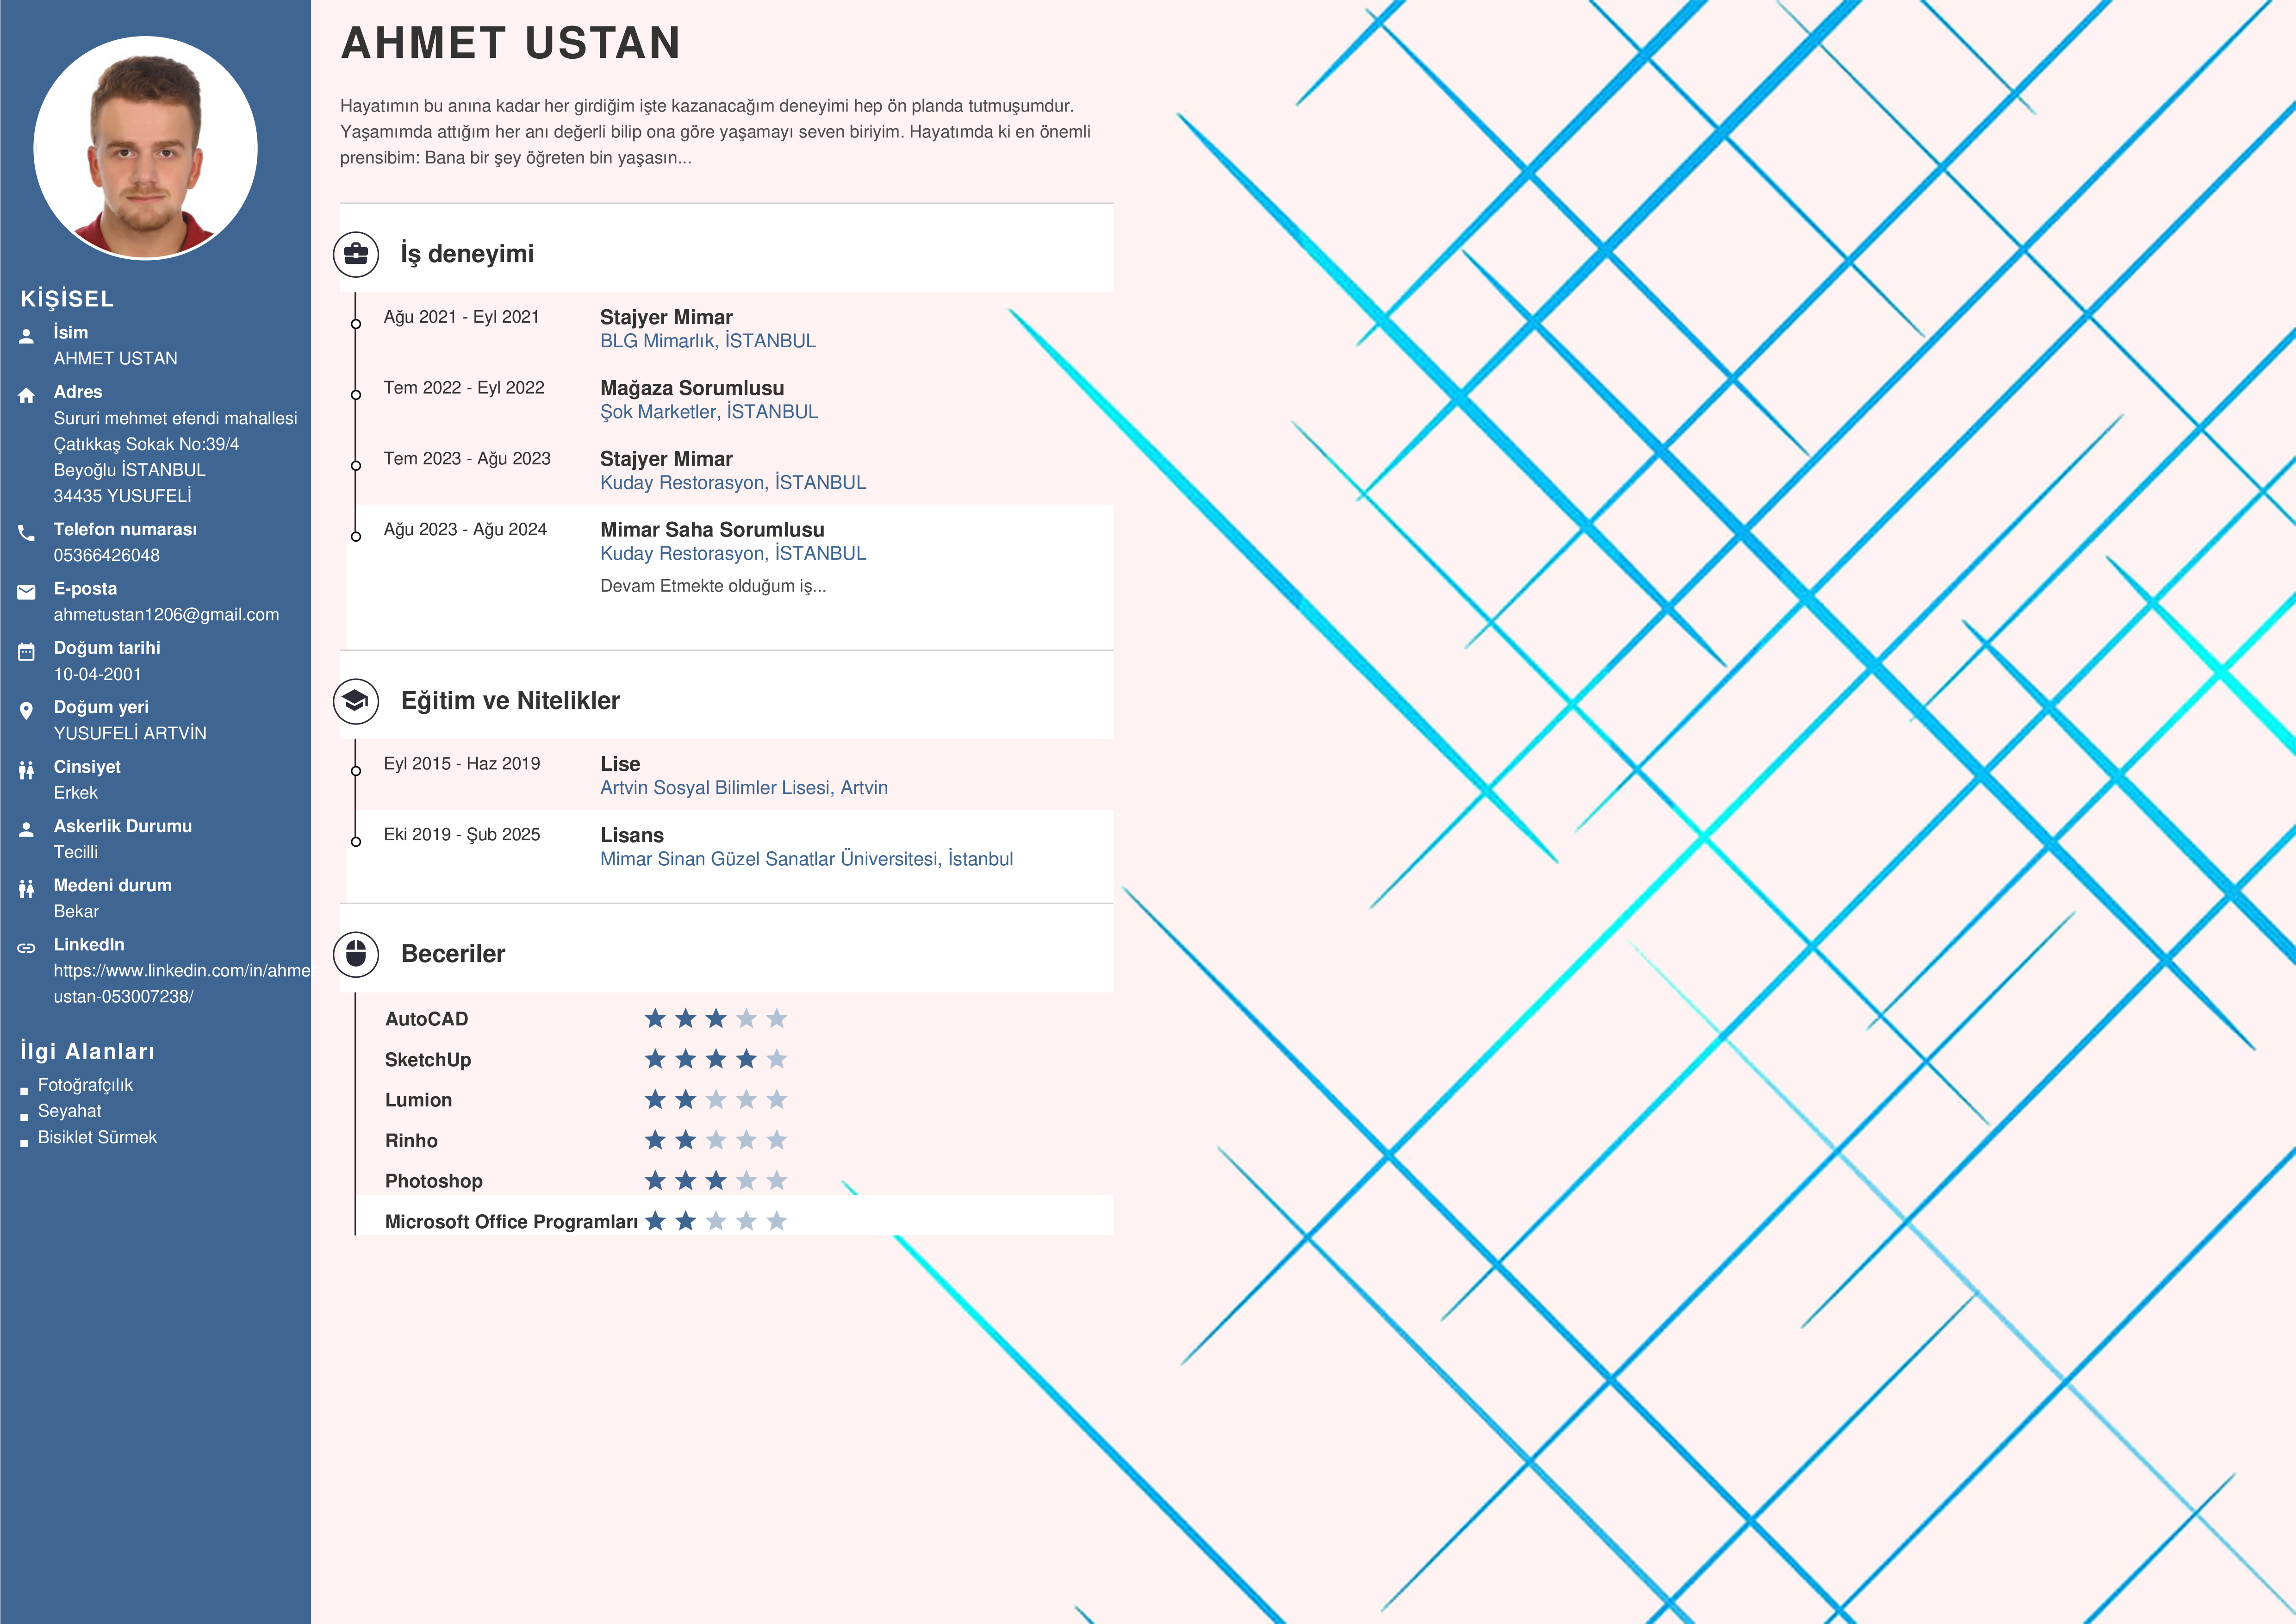 AHMET USTAN
Hayatımın bu anına kadar her girdiğim işte kazanacağım deneyimi hep ön planda tutmuşumdur.
Yaşamımda attığım her anı değerli bilip ona göre yaşamayı seven biriyim. Hayatımda ki en önemli
prensibim: Bana bir şey öğreten bin yaşasın...
KİŞİSEL
İsim
AHMET USTAN
Adres
Sururi mehmet efendi mahallesi
Çatıkkaş Sokak No:39/4
Beyoğlu İSTANBUL
34435 YUSUFELİ
Telefon numarası
05366426048
E-posta
ahmetustan1206@gmail.com
Doğum tarihi
10-04-2001
Doğum yeri
YUSUFELİ ARTVİN
Cinsiyet
Erkek
Askerlik Durumu
Tecilli
Medeni durum
Bekar
LinkedIn
https://www.linkedin.com/in/ahme
ustan-053007238/
İlgi Alanları
Fotoğrafçılık
Seyahat
Bisiklet Sürmek
İş deneyimi
Ağu 2021 - Eyl 2021 Stajyer Mimar
BLG Mimarlık, İSTANBUL
Tem 2022 - Eyl 2022 Mağaza Sorumlusu
Şok Marketler, İSTANBUL
Tem 2023 - Ağu 2023 Stajyer Mimar
Kuday Restorasyon, İSTANBUL
Ağu 2023 - Ağu 2024 Mimar Saha Sorumlusu
Kuday Restorasyon, İSTANBUL
Devam Etmekte olduğum iş...
Eğitim ve Nitelikler
Eyl 2015 - Haz 2019 Lise
Artvin Sosyal Bilimler Lisesi, Artvin
Eki 2019 - Şub 2025 Lisans
Mimar Sinan Güzel Sanatlar Üniversitesi, İstanbul
Beceriler
AutoCAD
SketchUp
Lumion
Rinho
Photoshop
Microsoft Office Programları